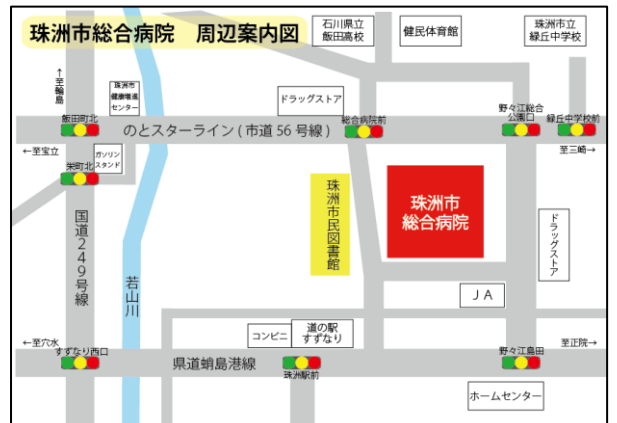 珠洲市総合病院　周辺案内図
石川県立
飯田高校
健民体育館
珠洲市立
緑丘中学校
↑至輪島
珠洲市
健康増進
センター
ドラッグストア
飯田町北
のとスターライン(市道56号線)
総合病院前
野々江総合
公園口
緑丘中学校前
←至宝立
至三崎→
栄町北
ガソリン
スタンド
国道249号線
若山川
珠洲市民図書館
珠洲市
総合病院
ドラッグストア
JA
コンビニ
道の駅
すずなり
←至穴水
すずなり西口
県道蛸島港線
珠洲駅前
野々江島田
至正院→
ホームセンター